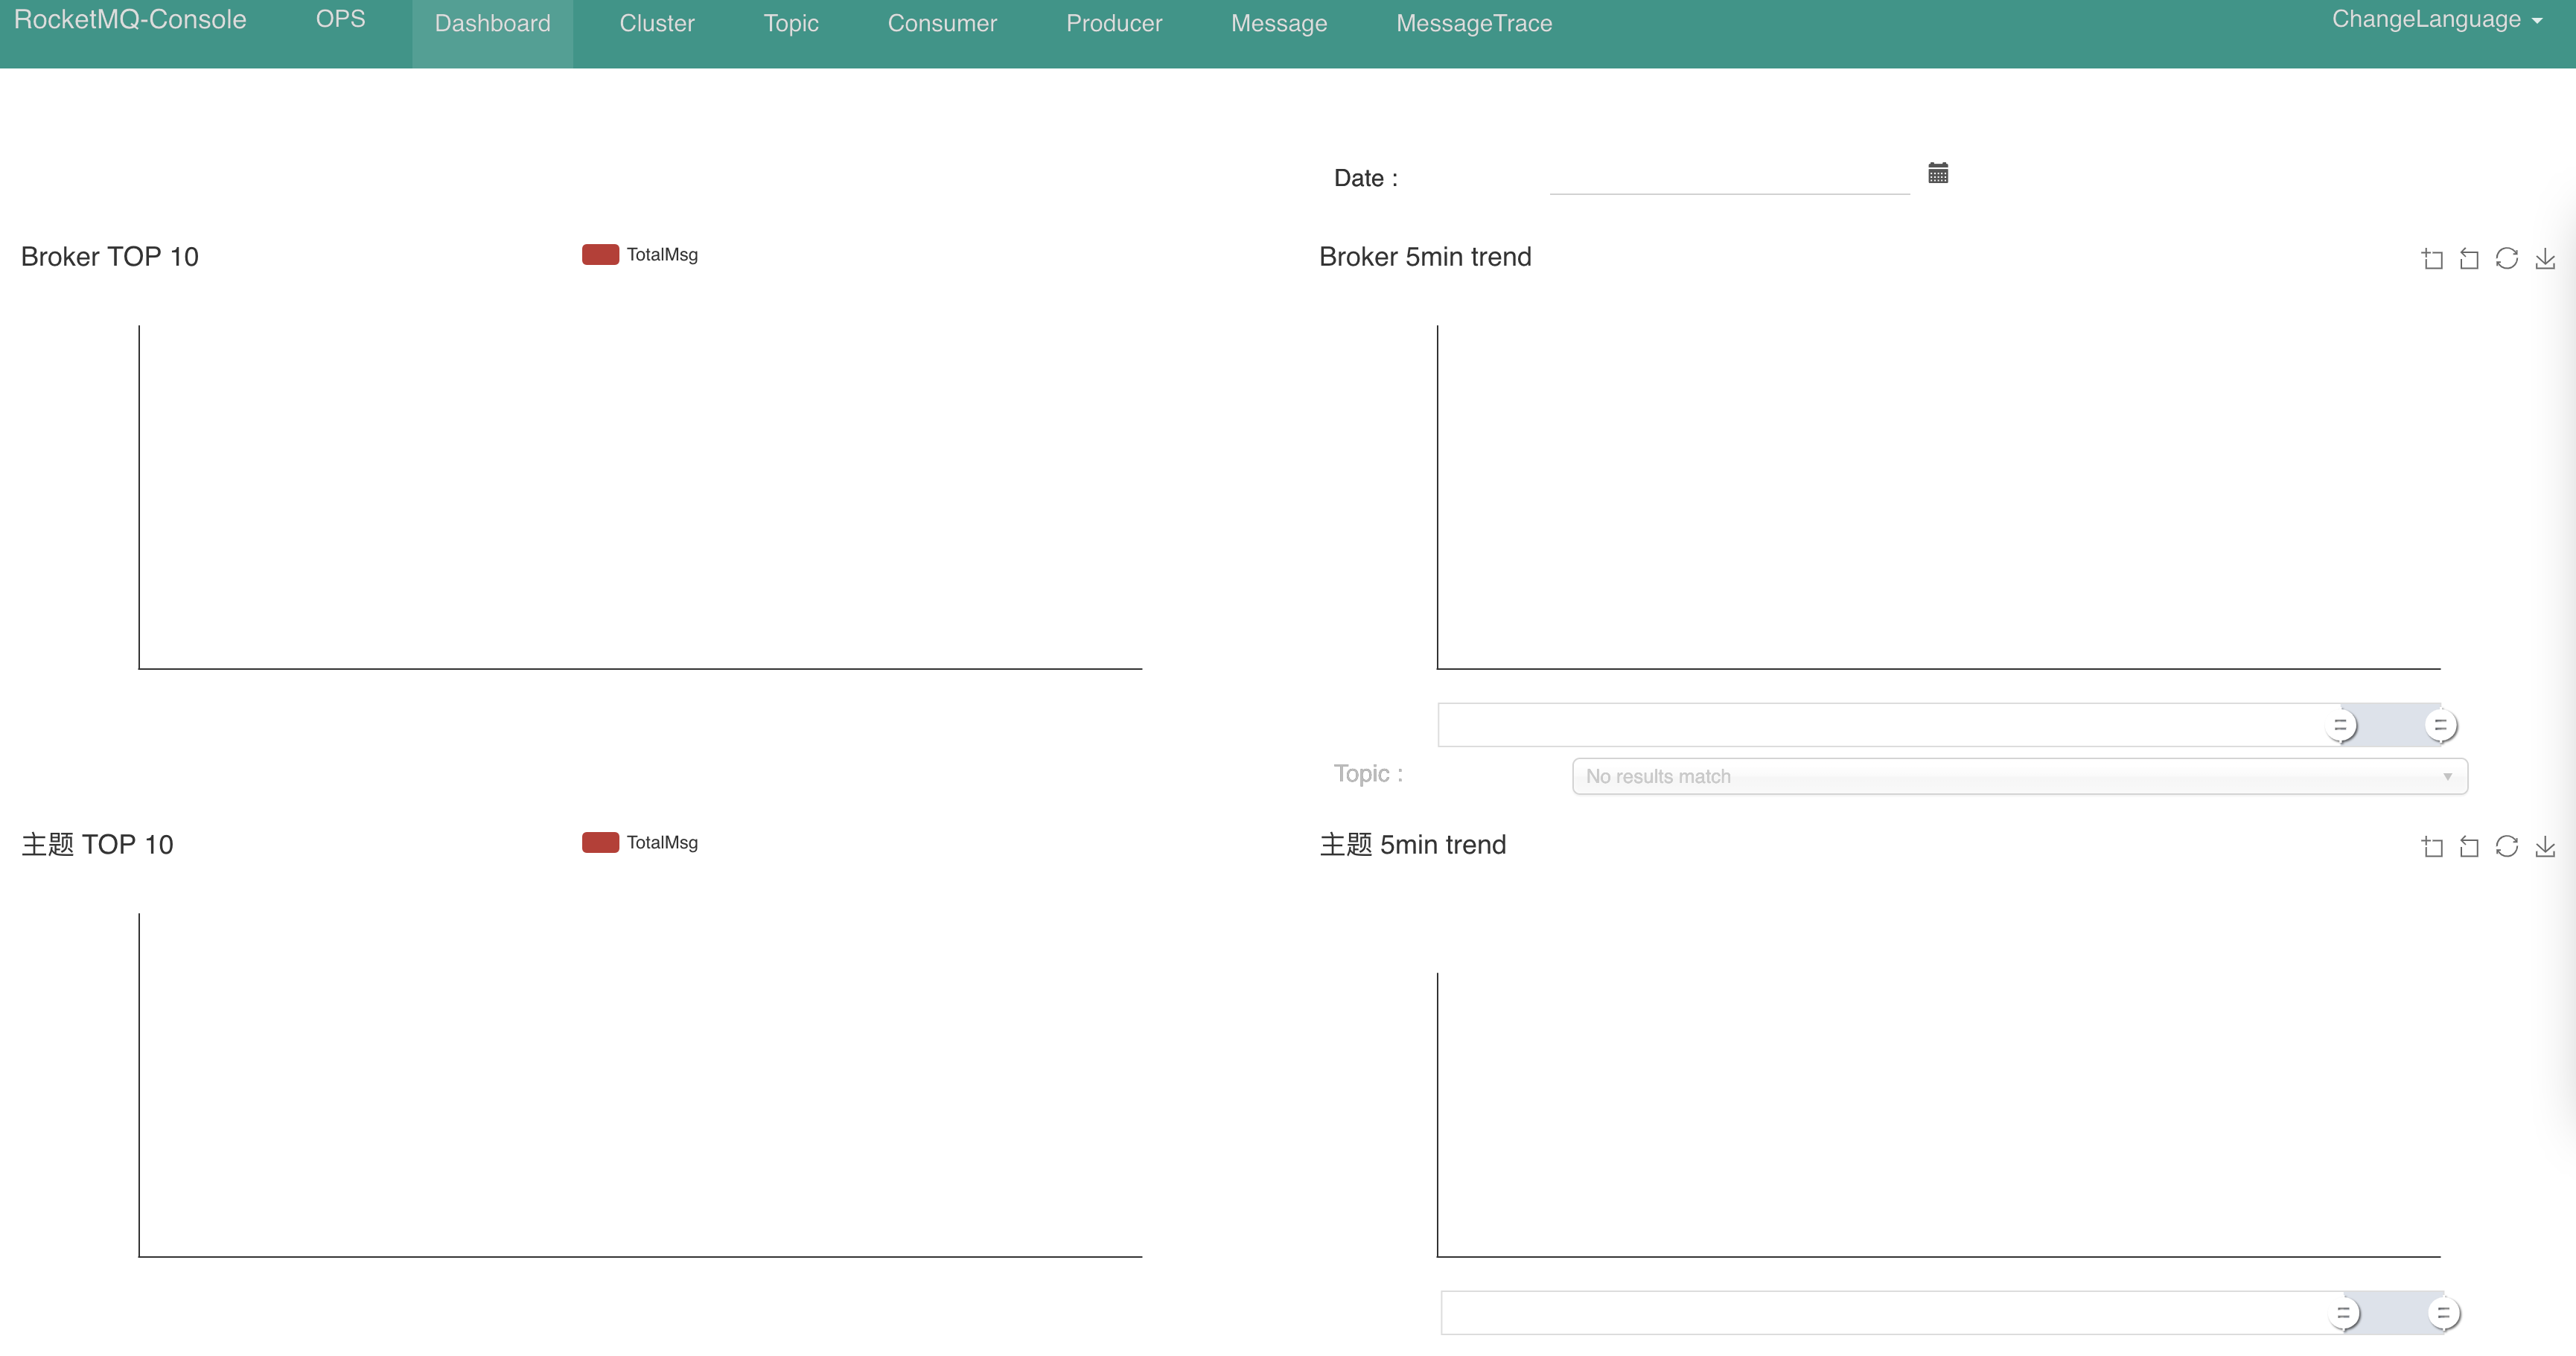 RocketMQ-Console OPS Dashboard Cluster Topic Consumer Producer Message MessageTrace ChangeLanguage
Date :
Broker TOP 10 TotalMsg Broker 5min trend
Topic : No results match
主题 TOP 10 TotalMsg 主题 5min trend